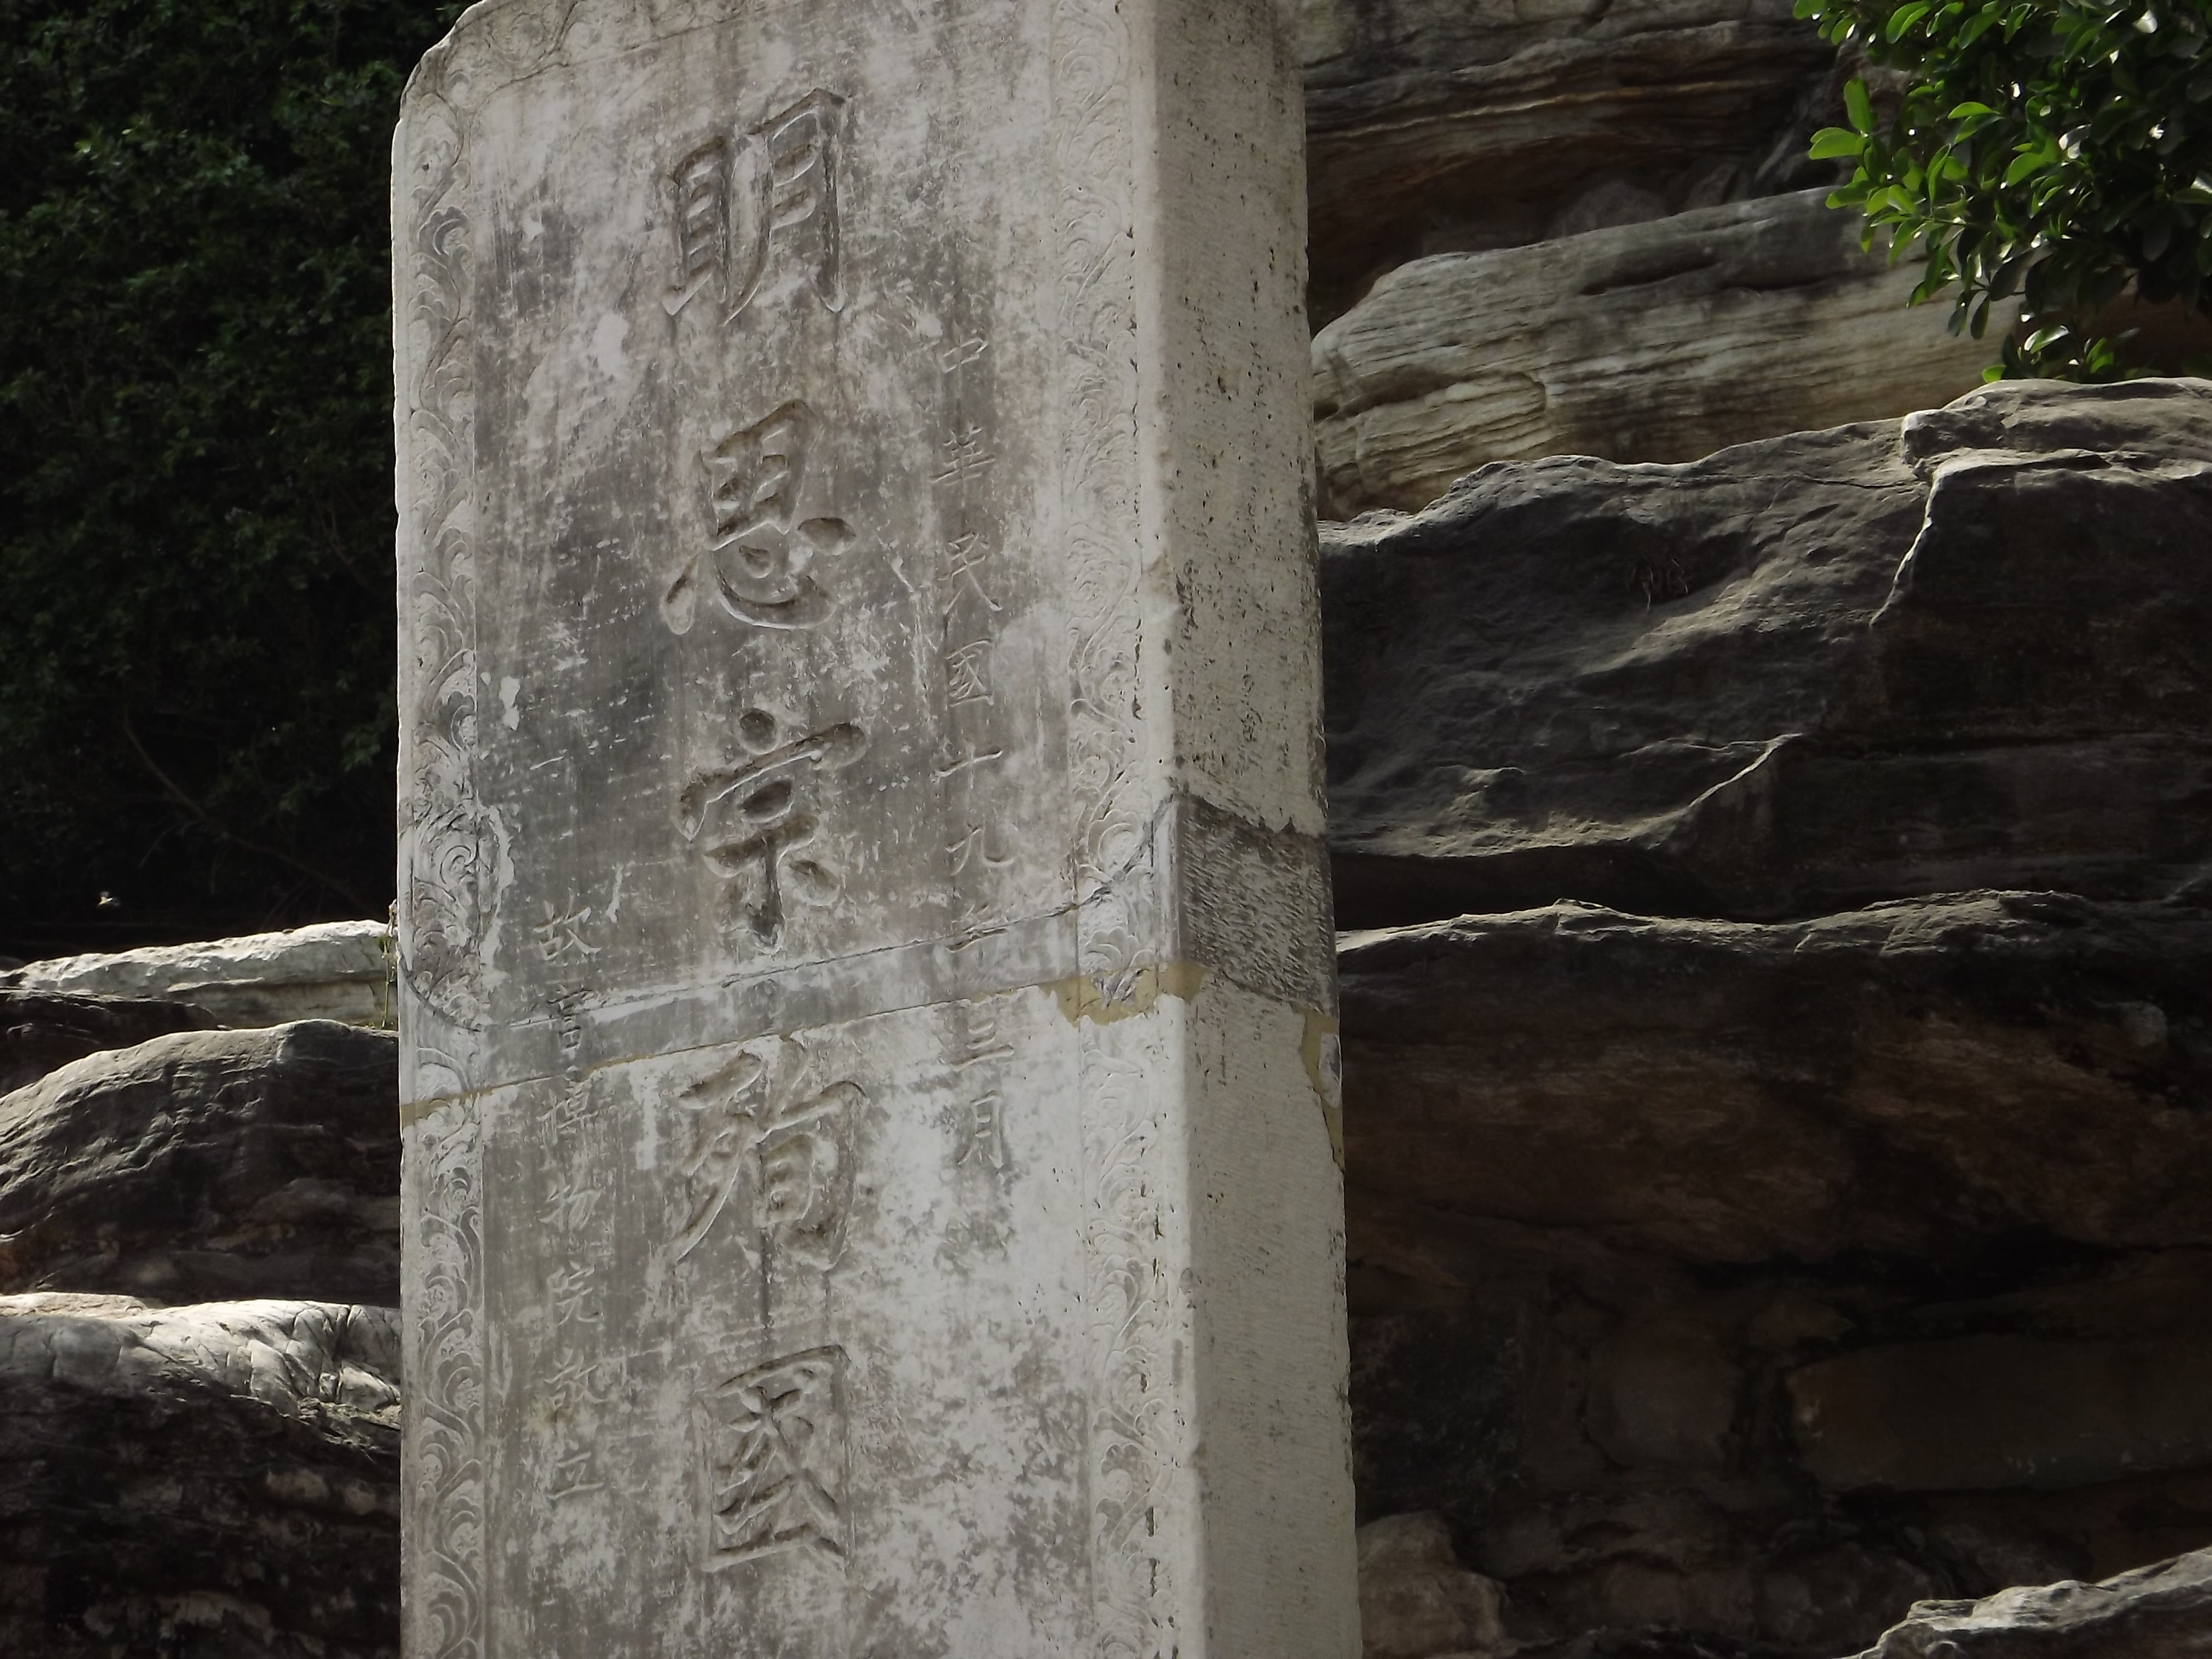 中華民國十九年三月
明思宗殉國
故宮博物院敬立